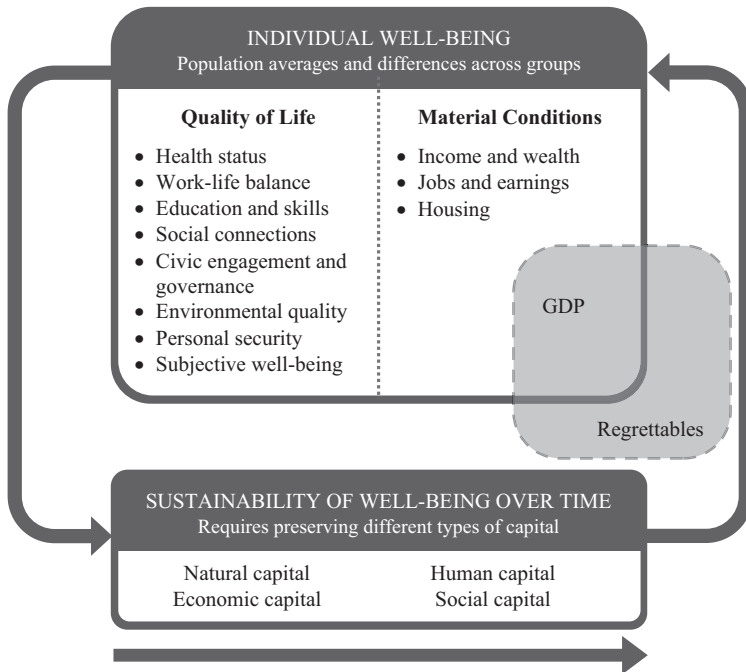 INDIVIDUAL WELL-BEING
Population averages and differences across groups
Quality of Life
• Health status
• Work-life balance
• Education and skills
• Social connections
• Civic engagement and
governance
• Environmental quality
• Personal security
• Subjective well-being
Material Conditions
• Income and wealth
• Jobs and earnings
• Housing
GDP
Regrettables
SUSTAINABILITY OF WELL-BEING OVER TIME
Requires preserving different types of capital
Natural capital
Economic capital
Human capital
Social capital